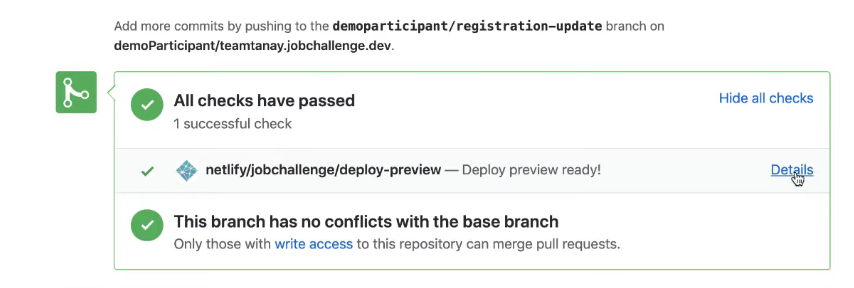 Add more commits by pushing to the demoparticipant/registration-update branch on
demoParticipant/teamtanay.jobchallenge.dev.
All checks have passed
Hide all checks
1 successful check
netlify/jobchallenge/deploy-preview — Deploy preview ready!
Details
This branch has no conflicts with the base branch
Only those with write access to this repository can merge pull requests.